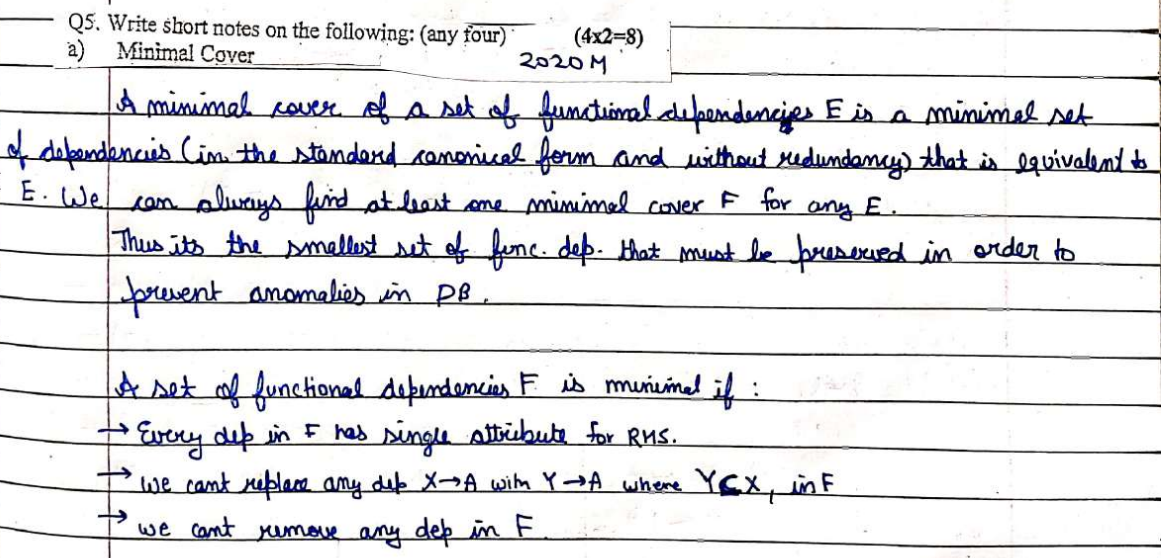 Q5. Write short notes on the following: (any four) (4x2=8)
a) Minimal Cover 2020 M
A minimal cover of a set of functional dependencies E is a minimal set
of dependencies (in the standard canonical form and without redundancy) that is equivalent to
E. We can always find at least one minimal cover F for any E.
Thus its the smallest set of func. dep. that must be preserved in order to
prevent anomalies in DB.
A set of functional dependencies F is minimal if :
→ Every dep in F has single attribute for RHS.
→ we cant replace any dep X→A with Y→A where Y⊂X, in F
→ we cant remove any dep in F.